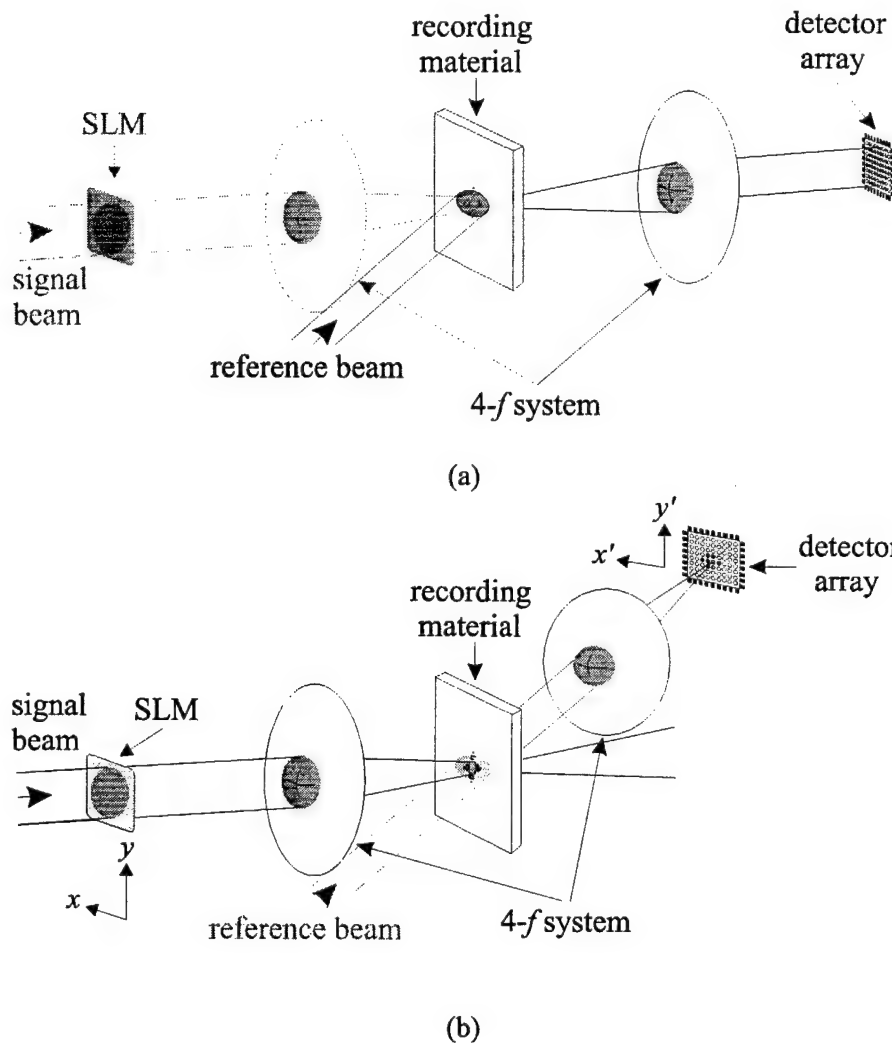 recording
material
detector
array
SLM
signal
beam
reference beam
4-f system
(a)
y'
x'
detector
array
recording
material
signal
beam
SLM
y
x
reference beam
4-f system
(b)